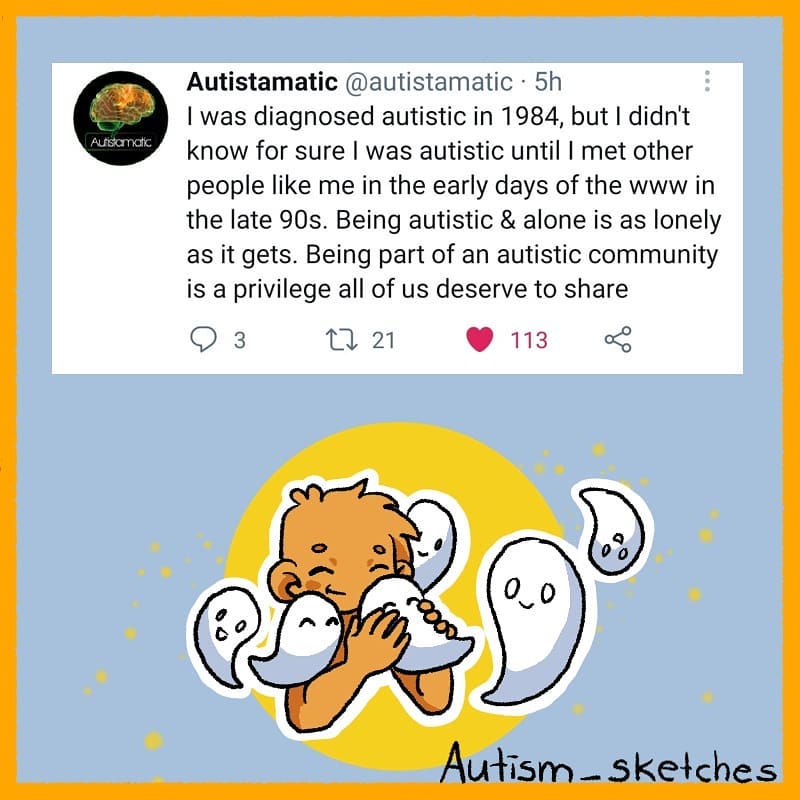 Autistamatic @autistamatic · 5h
I was diagnosed autistic in 1984, but I didn't
know for sure I was autistic until I met other
people like me in the early days of the www in
the late 90s. Being autistic & alone is as lonely
as it gets. Being part of an autistic community
is a privilege all of us deserve to share
Autistamatic
3 21 113
Autism_sketches